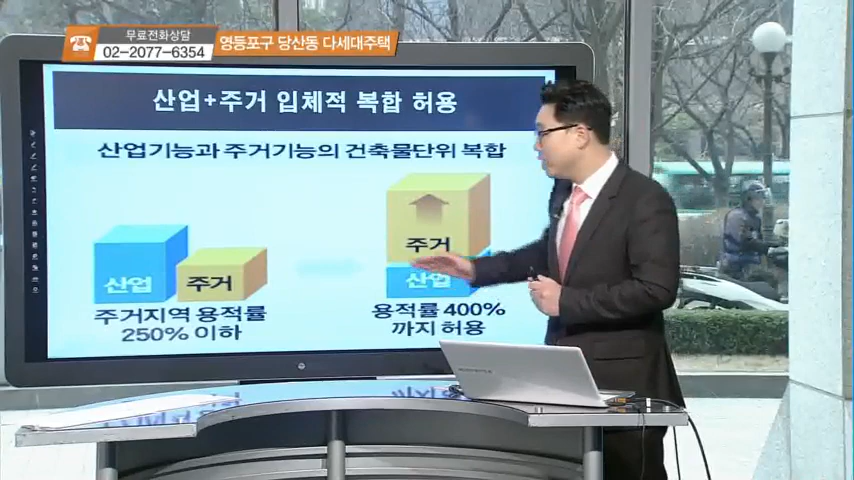 무료전화상담
02-2077-6354
영등포구 당산동 다세대주택
산업+주거 입체적 복합 허용
산업기능과 주거기능의 건축물단위 복합
산업
주거
주거
산업
주거지역 용적률
250% 이하
용적률 400%
까지 허용